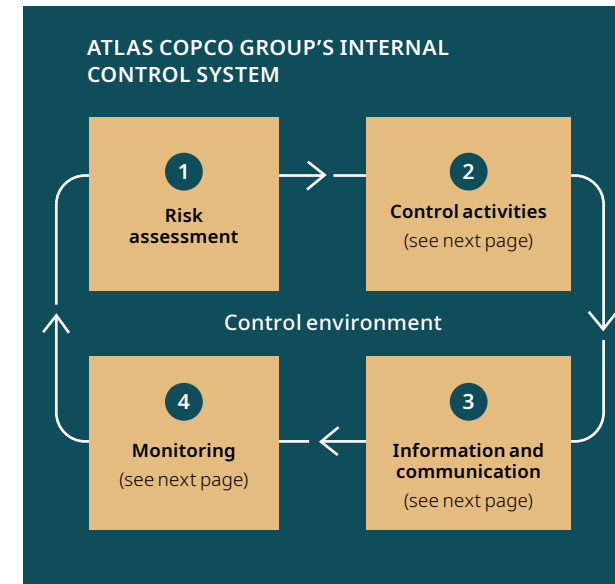 ATLAS COPCO GROUP'S INTERNAL
CONTROL SYSTEM
1
Risk
assessment
2
Control activities
(see next page)
Control environment
4
Monitoring
(see next page)
3
Information and
communication
(see next page)